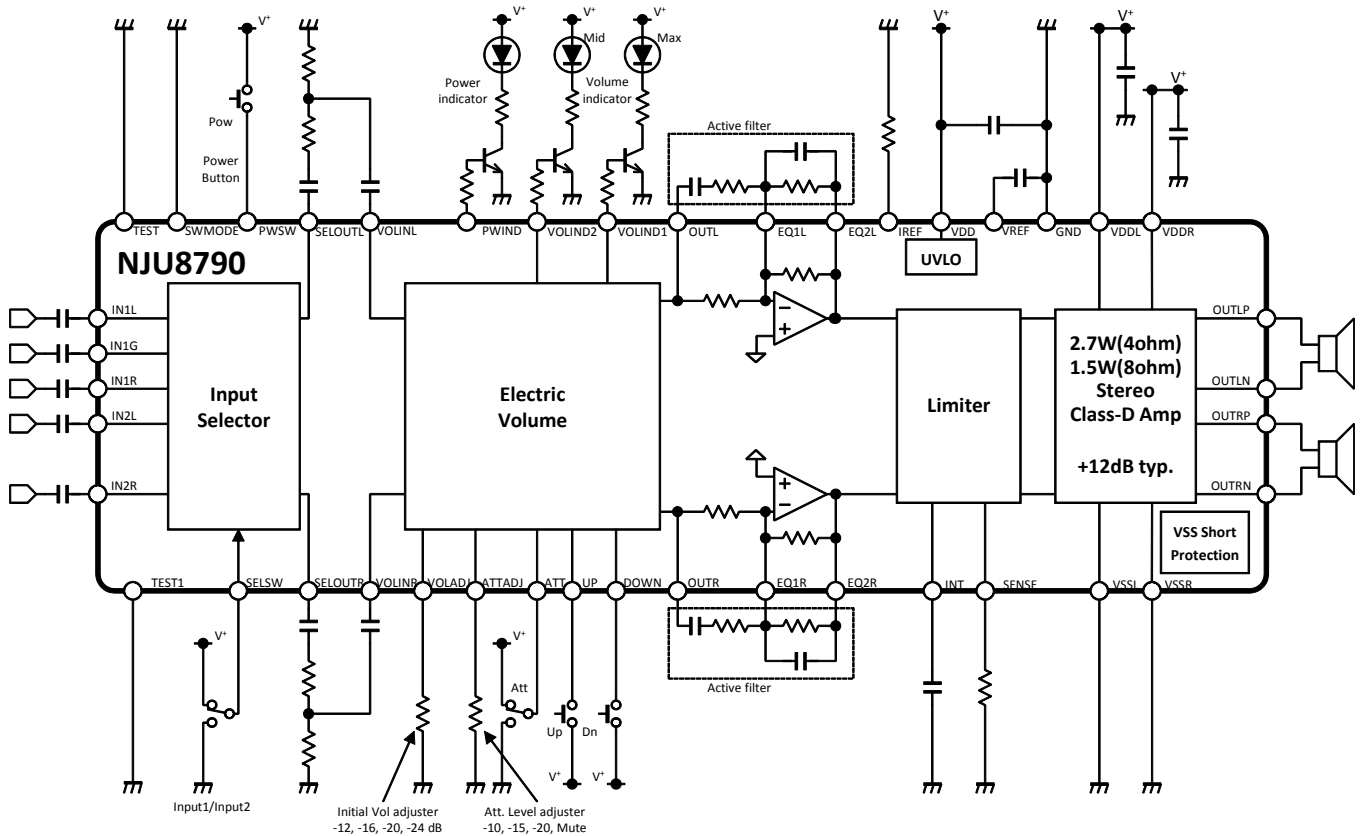 V+
V+
V+
V+
V+
V+
V+
Mid
Max
Power
indicator
Volume
indicator
Pow
Power
Button
Active filter
TEST
SWMODE
PWSW
SELOUTL
VOLINL
PWIND
VOLIND2
VOLIND1
OUTL
EQ1L
EQ2L
IREF
VDD
VREF
GND
VDDL
VDDR
NJU8790
UVLO
IN1L
IN1G
IN1R
IN2L
IN2R
Input
Selector
Electric
Volume
−
+
+
−
Limiter
2.7W(4ohm)
1.5W(8ohm)
Stereo
Class-D Amp
+12dB typ.
OUTLP
OUTLN
OUTRP
OUTRN
VSS Short
Protection
TEST1
SELSW
SELOUTR
VOLINR
VOLADJ
ATTADJ
ATT
UP
DOWN
OUTR
EQ1R
EQ2R
INT
SENSE
VSSL
VSSR
V+
V+
Att
Up
Dn
V+
V+
Active filter
Input1/Input2
Initial Vol adjuster
-12, -16, -20, -24 dB
Att. Level adjuster
-10, -15, -20, Mute